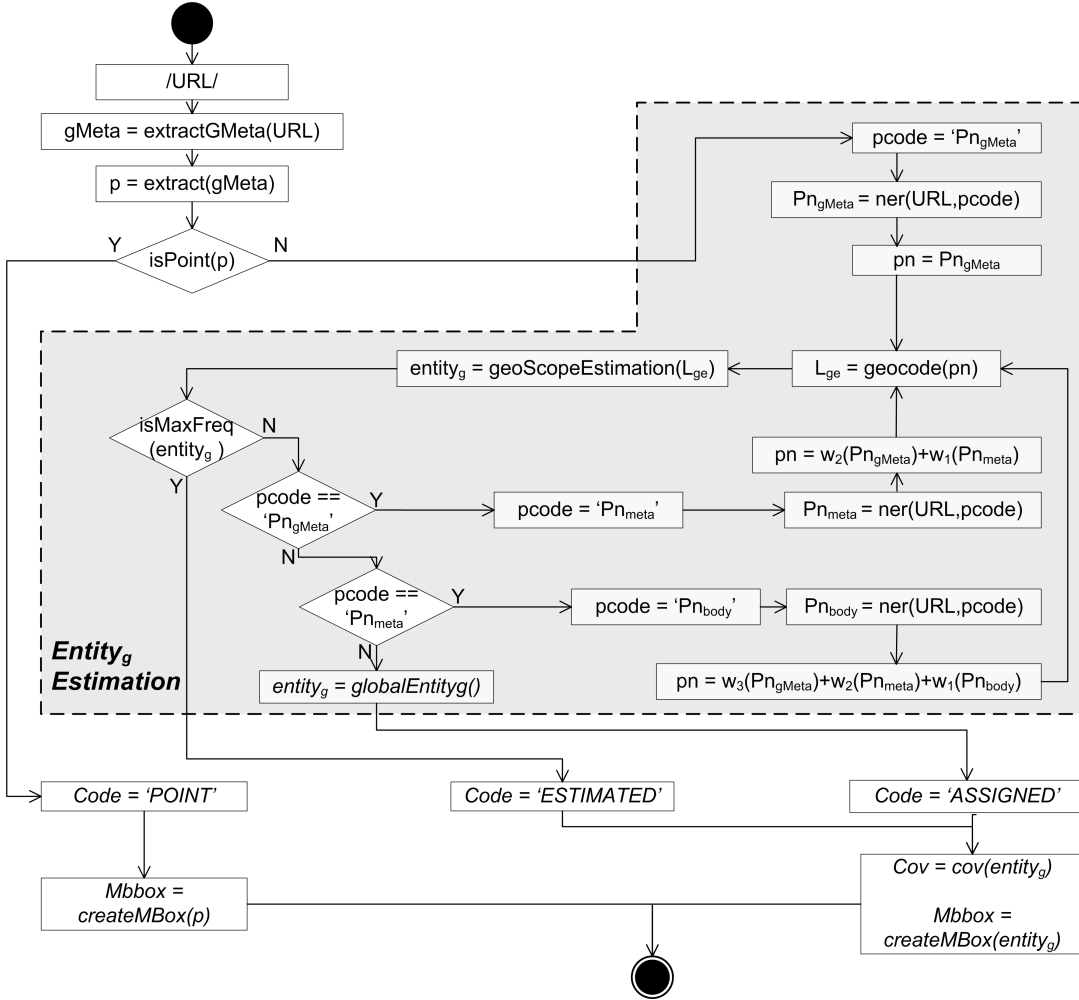 /URL/
gMeta = extractGMeta(URL)
p = extract(gMeta)
Y
N
isPoint(p)
pcode = ‘PngMeta’
PngMeta = ner(URL,pcode)
pn = PngMeta
entityg = geoScopeEstimation(Lge)
Lge = geocode(pn)
isMaxFreq
(entityg )
N
Y
pn = w2(PngMeta)+w1(Pnmeta)
pcode ==
‘PngMeta’
Y
N
pcode = ‘Pnmeta’
Pnmeta = ner(URL,pcode)
pcode ==
‘Pnmeta’
Y
N
pcode = ‘Pnbody’
Pnbody = ner(URL,pcode)
Entityg
Estimation
entityg = globalEntityg()
pn = w3(PngMeta)+w2(Pnmeta)+w1(Pnbody)
Code = ‘POINT’
Code = ‘ESTIMATED’
Code = ‘ASSIGNED’
Mbbox =
createMBox(p)
Cov = cov(entityg)
Mbbox =
createMBox(entityg)